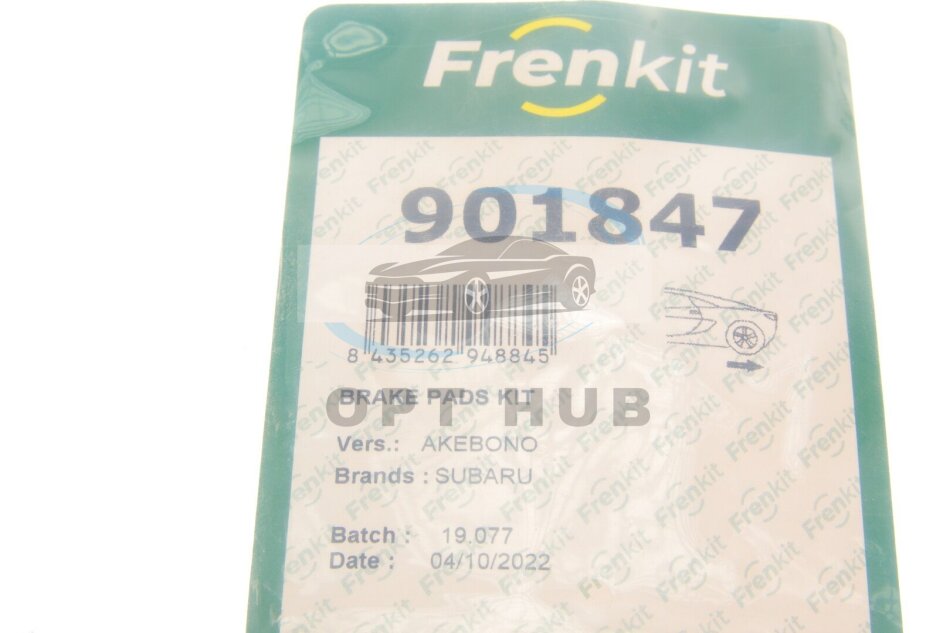 Frenkit
901847
8 435262 948845
BRAKE PADS KIT
OPT HUB
Vers.: AKEBONO
Brands : SUBARU
Batch : 19.077
Date : 04/10/2022